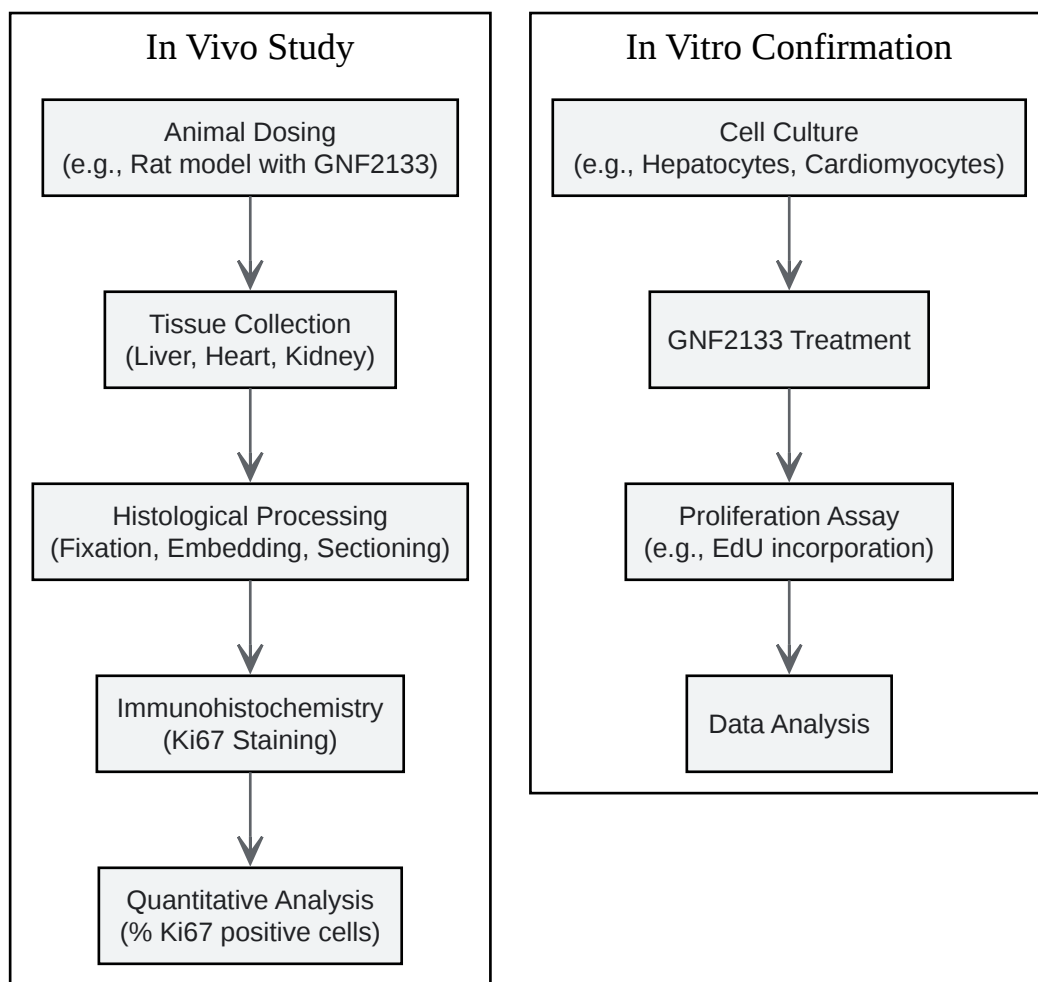 In Vivo Study
Animal Dosing
(e.g., Rat model with GNF2133)
Tissue Collection
(Liver, Heart, Kidney)
Histological Processing
(Fixation, Embedding, Sectioning)
Immunohistochemistry
(Ki67 Staining)
Quantitative Analysis
(% Ki67 positive cells)
In Vitro Confirmation
Cell Culture
(e.g., Hepatocytes, Cardiomyocytes)
GNF2133 Treatment
Proliferation Assay
(e.g., EdU incorporation)
Data Analysis